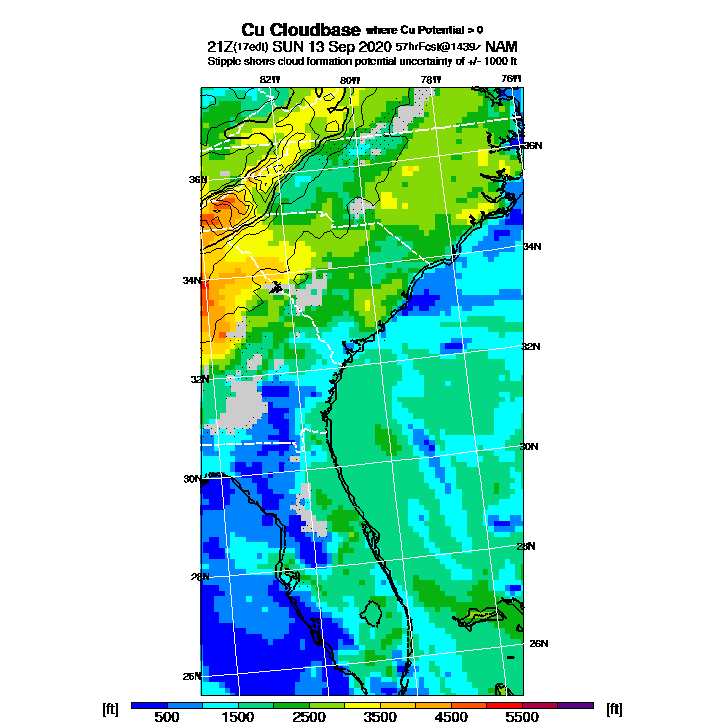 Cu Cloudbase where Cu Potential > 0
21Z(17edt) SUN 13 Sep 2020 57hrFcst@1439z NAM
Stipple shows cloud formation potential uncertainty of +/- 1000 ft
82W 80W 78W 76W
36N
36N
34N
34N
32N
32N
30N
30N
28N
28N
26N
26N
[ft] [ft]
500 1500 2500 3500 4500 5500